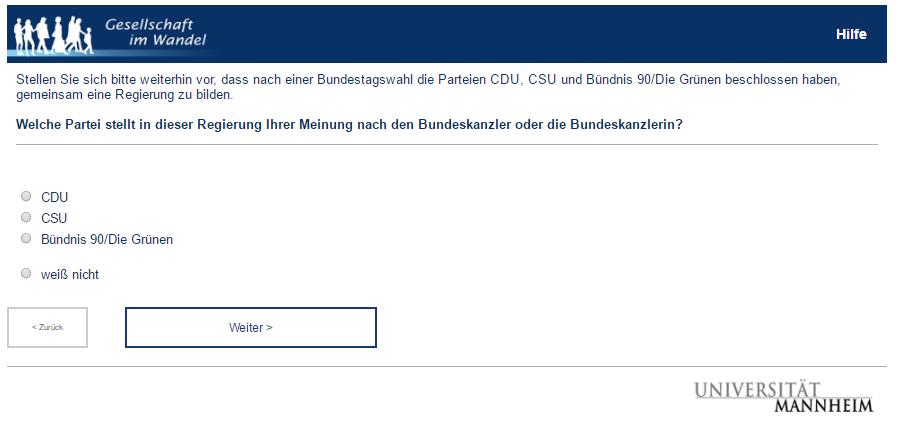 Gesellschaft
im Wandel
Hilfe
Stellen Sie sich bitte weiterhin vor, dass nach einer Bundestagswahl die Parteien CDU, CSU und Bündnis 90/Die Grünen beschlossen haben,
gemeinsam eine Regierung zu bilden.
Welche Partei stellt in dieser Regierung Ihrer Meinung nach den Bundeskanzler oder die Bundeskanzlerin?
CDU
CSU
Bündnis 90/Die Grünen
weiß nicht
< Zurück
Weiter >
UNIVERSITÄT
MANNHEIM